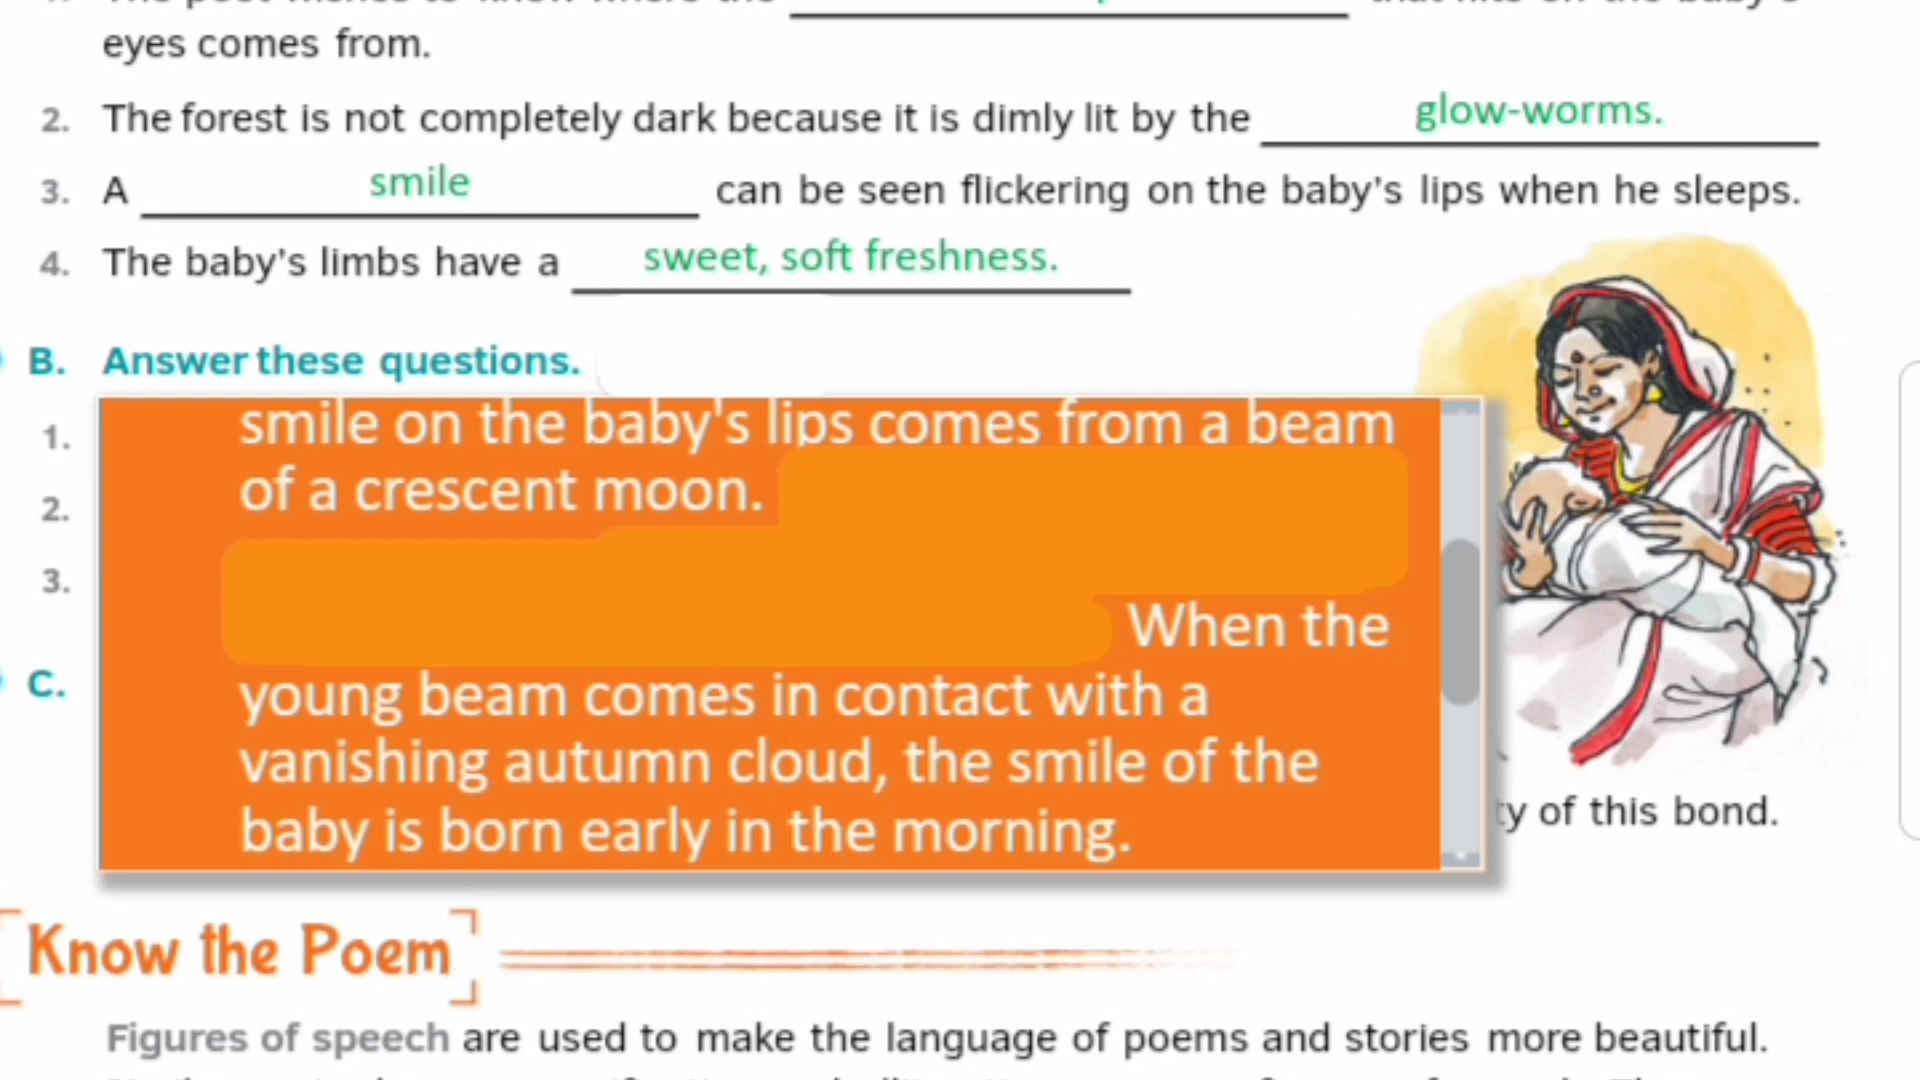 eyes comes from.
2. The forest is not completely dark because it is dimly lit by the glow-worms.
3. A smile can be seen flickering on the baby's lips when he sleeps.
4. The baby's limbs have a sweet, soft freshness.
B. Answer these questions.
1.
2.
3.
smile on the baby's lips comes from a beam
of a crescent moon.
When the
young beam comes in contact with a
vanishing autumn cloud, the smile of the
baby is born early in the morning.
C.
ty of this bond.
Know the Poem
Figures of speech are used to make the language of poems and stories more beautiful.